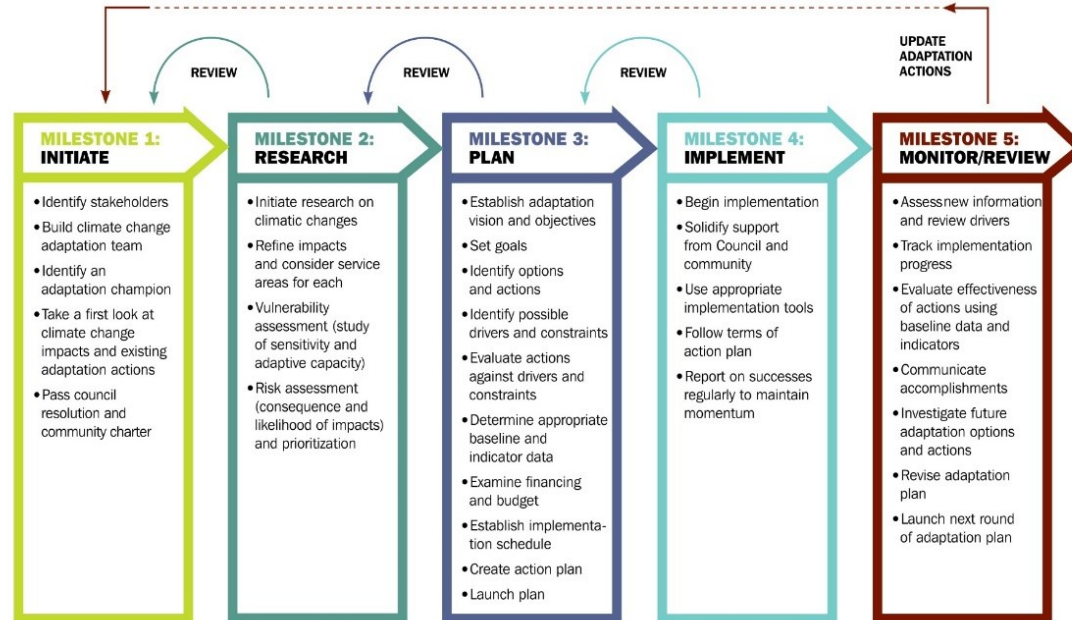 UPDATE
ADAPTATION
ACTIONS
REVIEW
REVIEW
REVIEW
MILESTONE 1:
INITIATE
• Identify stakeholders
• Build climate change
adaptation team
• Identify an
adaptation champion
• Take a first look at
climate change
impacts and existing
adaptation actions
• Pass council
resolution and
community charter
MILESTONE 2:
RESEARCH
• Initiate research on
climatic changes
• Refine impacts
and consider service
areas for each
• Vulnerability
assessment (study
of sensitivity and
adaptive capacity)
• Risk assessment
(consequence and
likelihood of impacts)
and prioritization
MILESTONE 3:
PLAN
• Establish adaptation
vision and objectives
• Set goals
• Identify options
and actions
• Identify possible
drivers and constraints
• Evaluate actions
against drivers and
constraints
• Determine appropriate
baseline and
indicator data
• Examine financing
and budget
• Establish implementa-
tion schedule
• Create action plan
• Launch plan
MILESTONE 4:
IMPLEMENT
• Begin implementation
• Solidify support
from Council and
community
• Use appropriate
implementation tools
• Follow terms of
action plan
• Report on successes
regularly to maintain
momentum
MILESTONE 5:
MONITOR/REVIEW
• Assess new information
and review drivers
• Track implementation
progress
• Evaluate effectiveness
of actions using
baseline data and
indicators
• Communicate
accomplishments
• Investigate future
adaptation options
and actions
• Revise adaptation
plan
• Launch next round
of adaptation plan